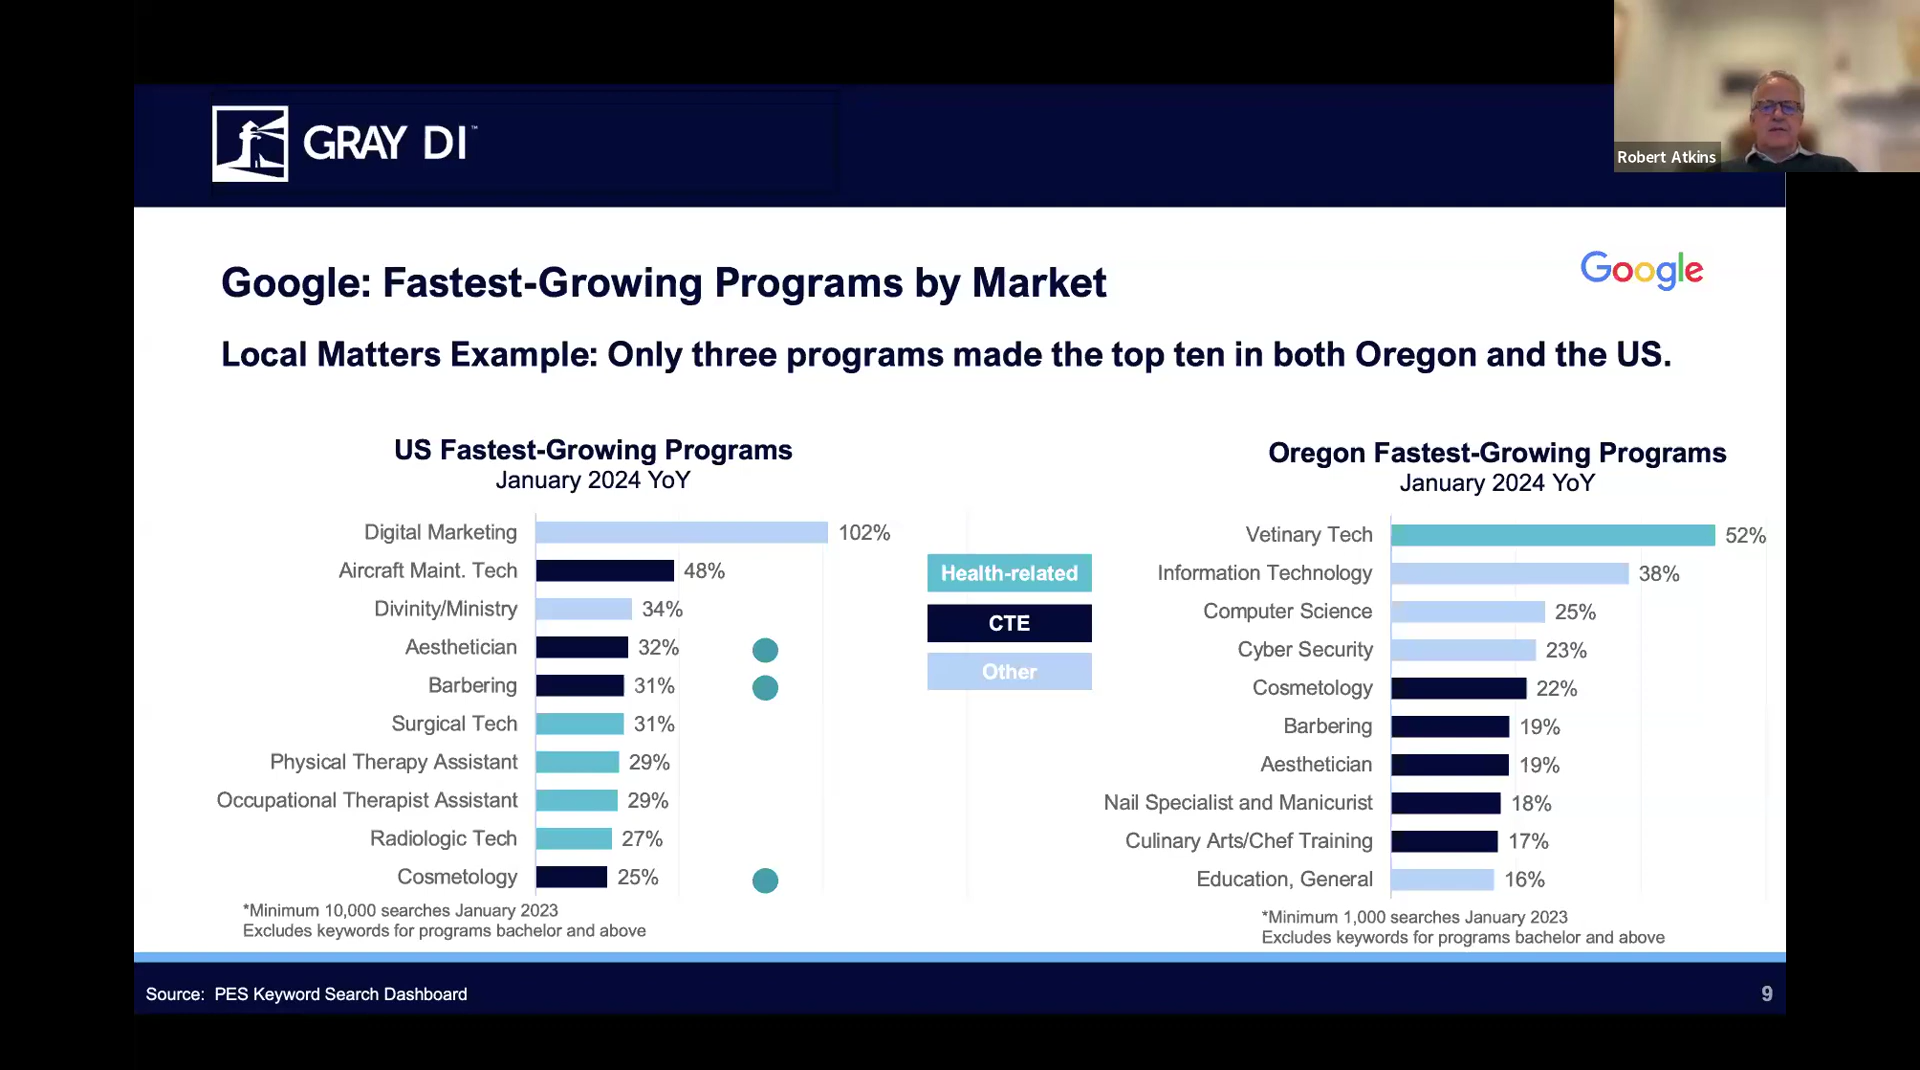 GRAY DI™
Robert Atkins
Google: Fastest-Growing Programs by Market
Google
Local Matters Example: Only three programs made the top ten in both Oregon and the US.
US Fastest-Growing Programs
January 2024 YoY
Digital Marketing 102%
Aircraft Maint. Tech 48%
Divinity/Ministry 34%
Aesthetician 32%
Barbering 31%
Surgical Tech 31%
Physical Therapy Assistant 29%
Occupational Therapist Assistant 29%
Radiologic Tech 27%
Cosmetology 25%
*Minimum 10,000 searches January 2023
Excludes keywords for programs bachelor and above
Health-related
CTE
Other
Oregon Fastest-Growing Programs
January 2024 YoY
Vetinary Tech 52%
Information Technology 38%
Computer Science 25%
Cyber Security 23%
Cosmetology 22%
Barbering 19%
Aesthetician 19%
Nail Specialist and Manicurist 18%
Culinary Arts/Chef Training 17%
Education, General 16%
*Minimum 1,000 searches January 2023
Excludes keywords for programs bachelor and above
Source: PES Keyword Search Dashboard
9